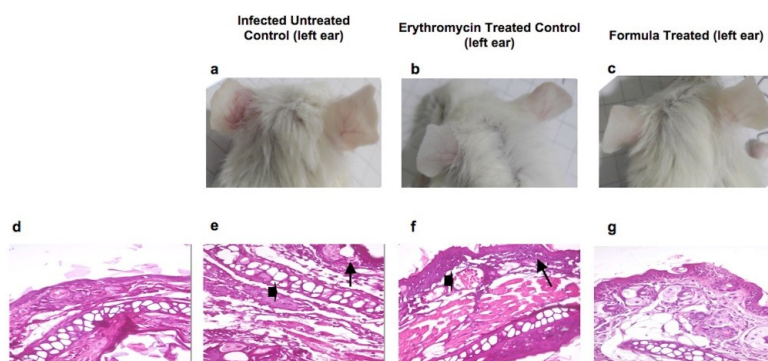 Infected Untreated
Control (left ear)
Erythromycin Treated Control
(left ear)
Formula Treated (left ear)
a
b
c
d
e
f
g